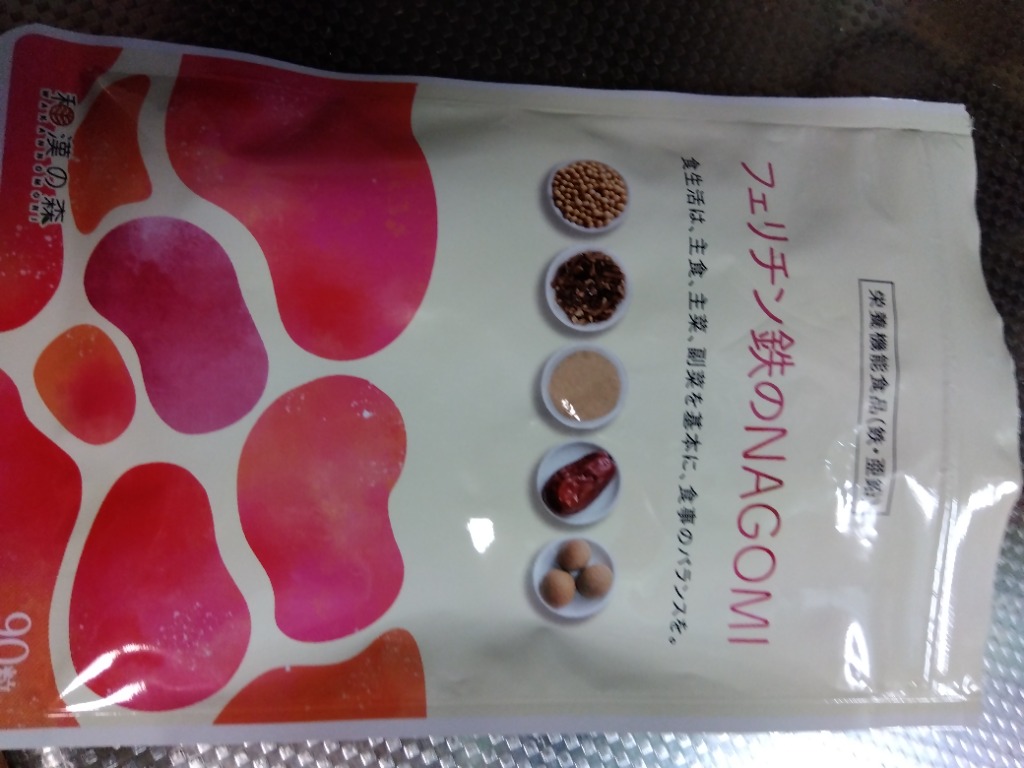 栄養機能食品(鉄・亜鉛)
フェリチン鉄のNAGOMI
食生活は、主食、主菜、副菜を基本に、食事のバランスを。
和漢の森
WAKANNOMORI
90粒